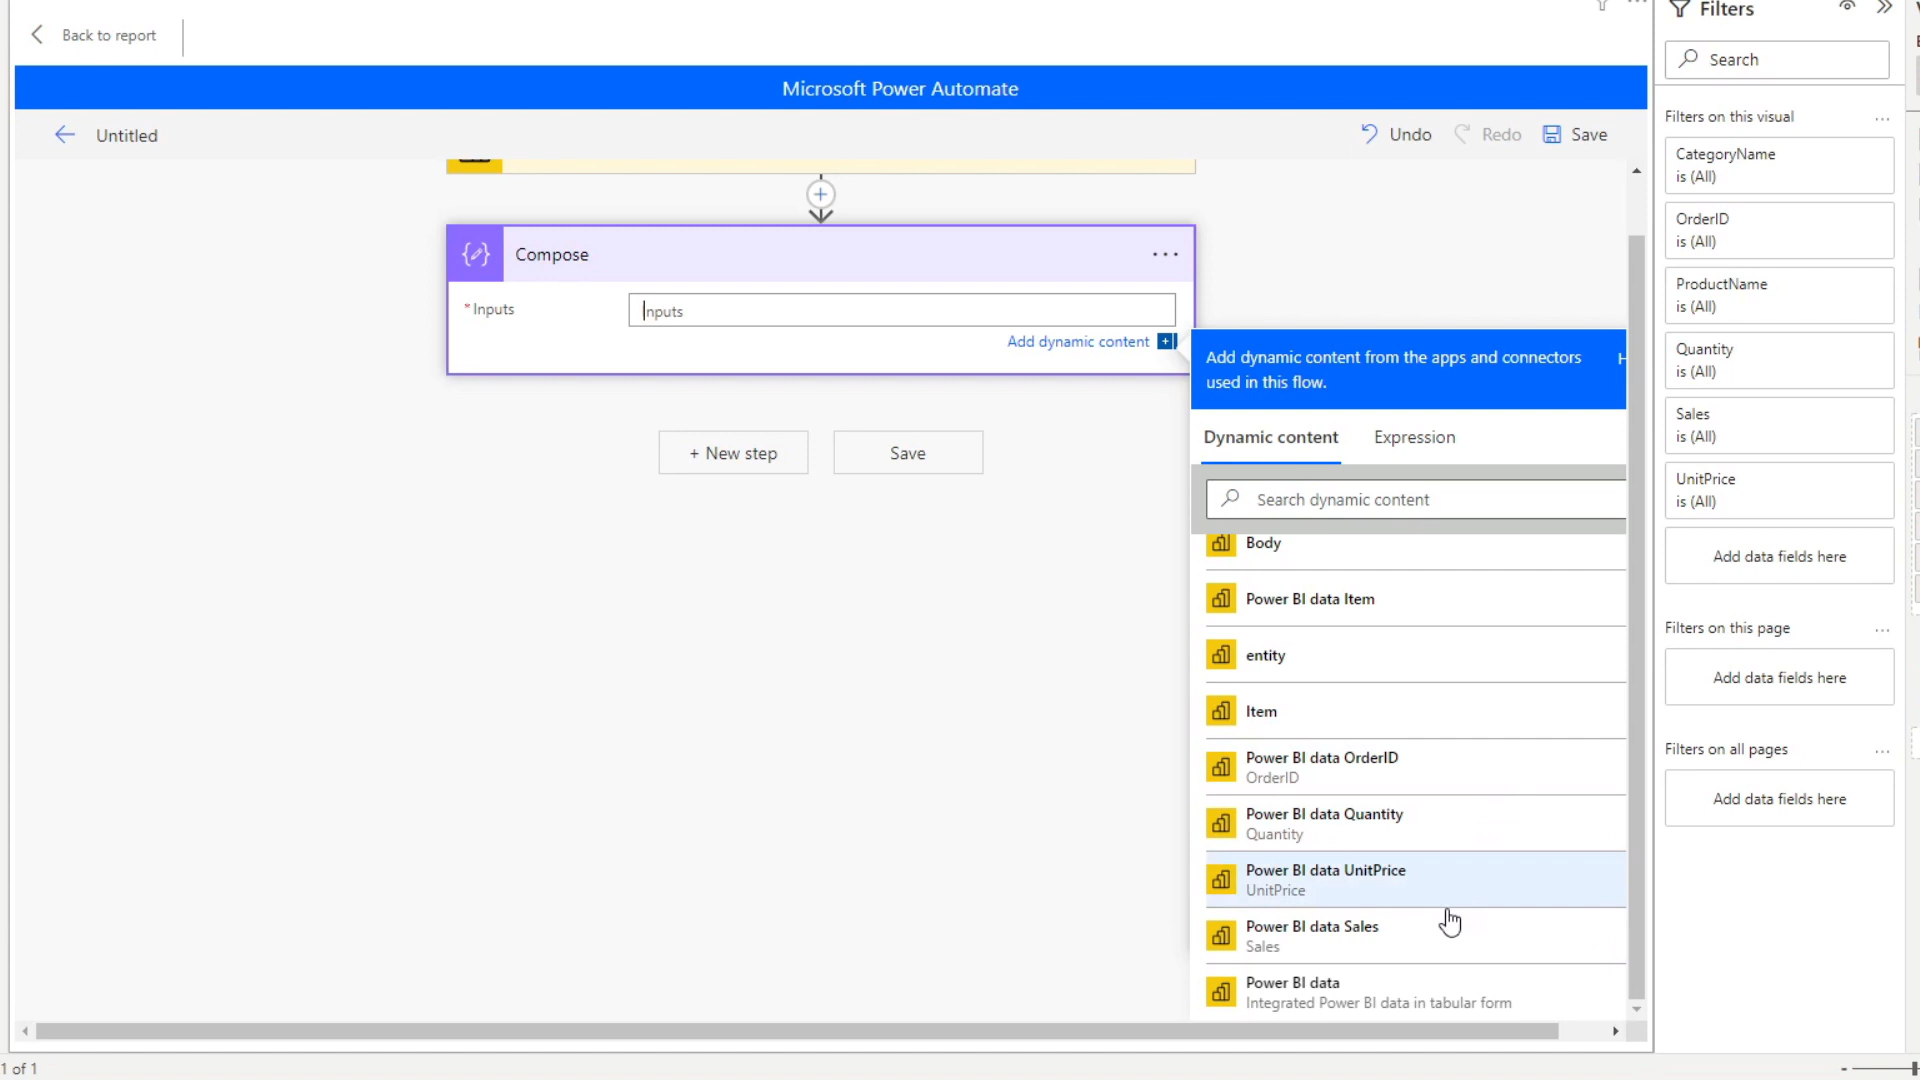 Back to report
Microsoft Power Automate
Untitled
Undo
Redo
Save
Compose
* Inputs
Inputs
Add dynamic content
Add dynamic content from the apps and connectors
used in this flow.
Dynamic content
Expression
Search dynamic content
Body
Power BI data Item
entity
Item
Power BI data OrderID
OrderID
Power BI data Quantity
Quantity
Power BI data UnitPrice
UnitPrice
Power BI data Sales
Sales
Power BI data
Integrated Power BI data in tabular form
+ New step
Save
Filters
Search
Filters on this visual
CategoryName
is (All)
OrderID
is (All)
ProductName
is (All)
Quantity
is (All)
Sales
is (All)
UnitPrice
is (All)
Add data fields here
Filters on this page
Add data fields here
Filters on all pages
Add data fields here
1 of 1